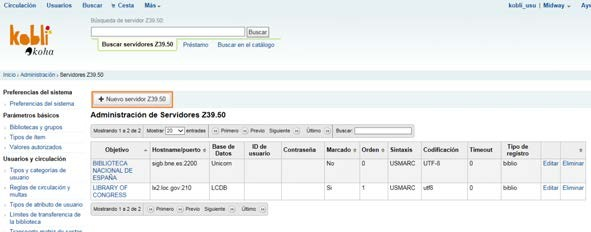 Circulación Usuarios Buscar Cesta Más kobli_usu | Midway Ayu
Búsqueda de servidor Z39.50:
Buscar
Buscar servidores Z39.50 Préstamo Buscar en el catálogo
kobli
koha
Inicio › Administración › Servidores Z39.50
Preferencias del sistema
Preferencias del sistema
Parámetros básicos
Bibliotecas y grupos
Tipos de ítem
Valores autorizados
Usuarios y circulación
Tipos y categorías de usuario
Reglas de circulación y multas
Tipos de atributo de usuario
Límites de transferencia de la biblioteca
+ Nuevo servidor Z39.50
Administración de Servidores Z39.50
Mostrando 1 a 2 de 2 Mostrar 20 entradas Primero Previo Siguiente Último Buscar:
Objetivo Hostname/puerto Base de Datos ID de usuario Contraseña Marcado Orden Sintaxis Codificación Timeout Tipo de registro
BIBLIOTECA NACIONAL DE ESPAÑA sigb.bne.es:2200 Unicorn No 0 USMARC UTF-8 0 biblio Editar Eliminar
LIBRARY OF CONGRESS lx2.loc.gov:210 LCDB Si 1 USMARC utf8 0 biblio Editar Eliminar
Mostrando 1 a 2 de 2 Primero Previo Siguiente Último